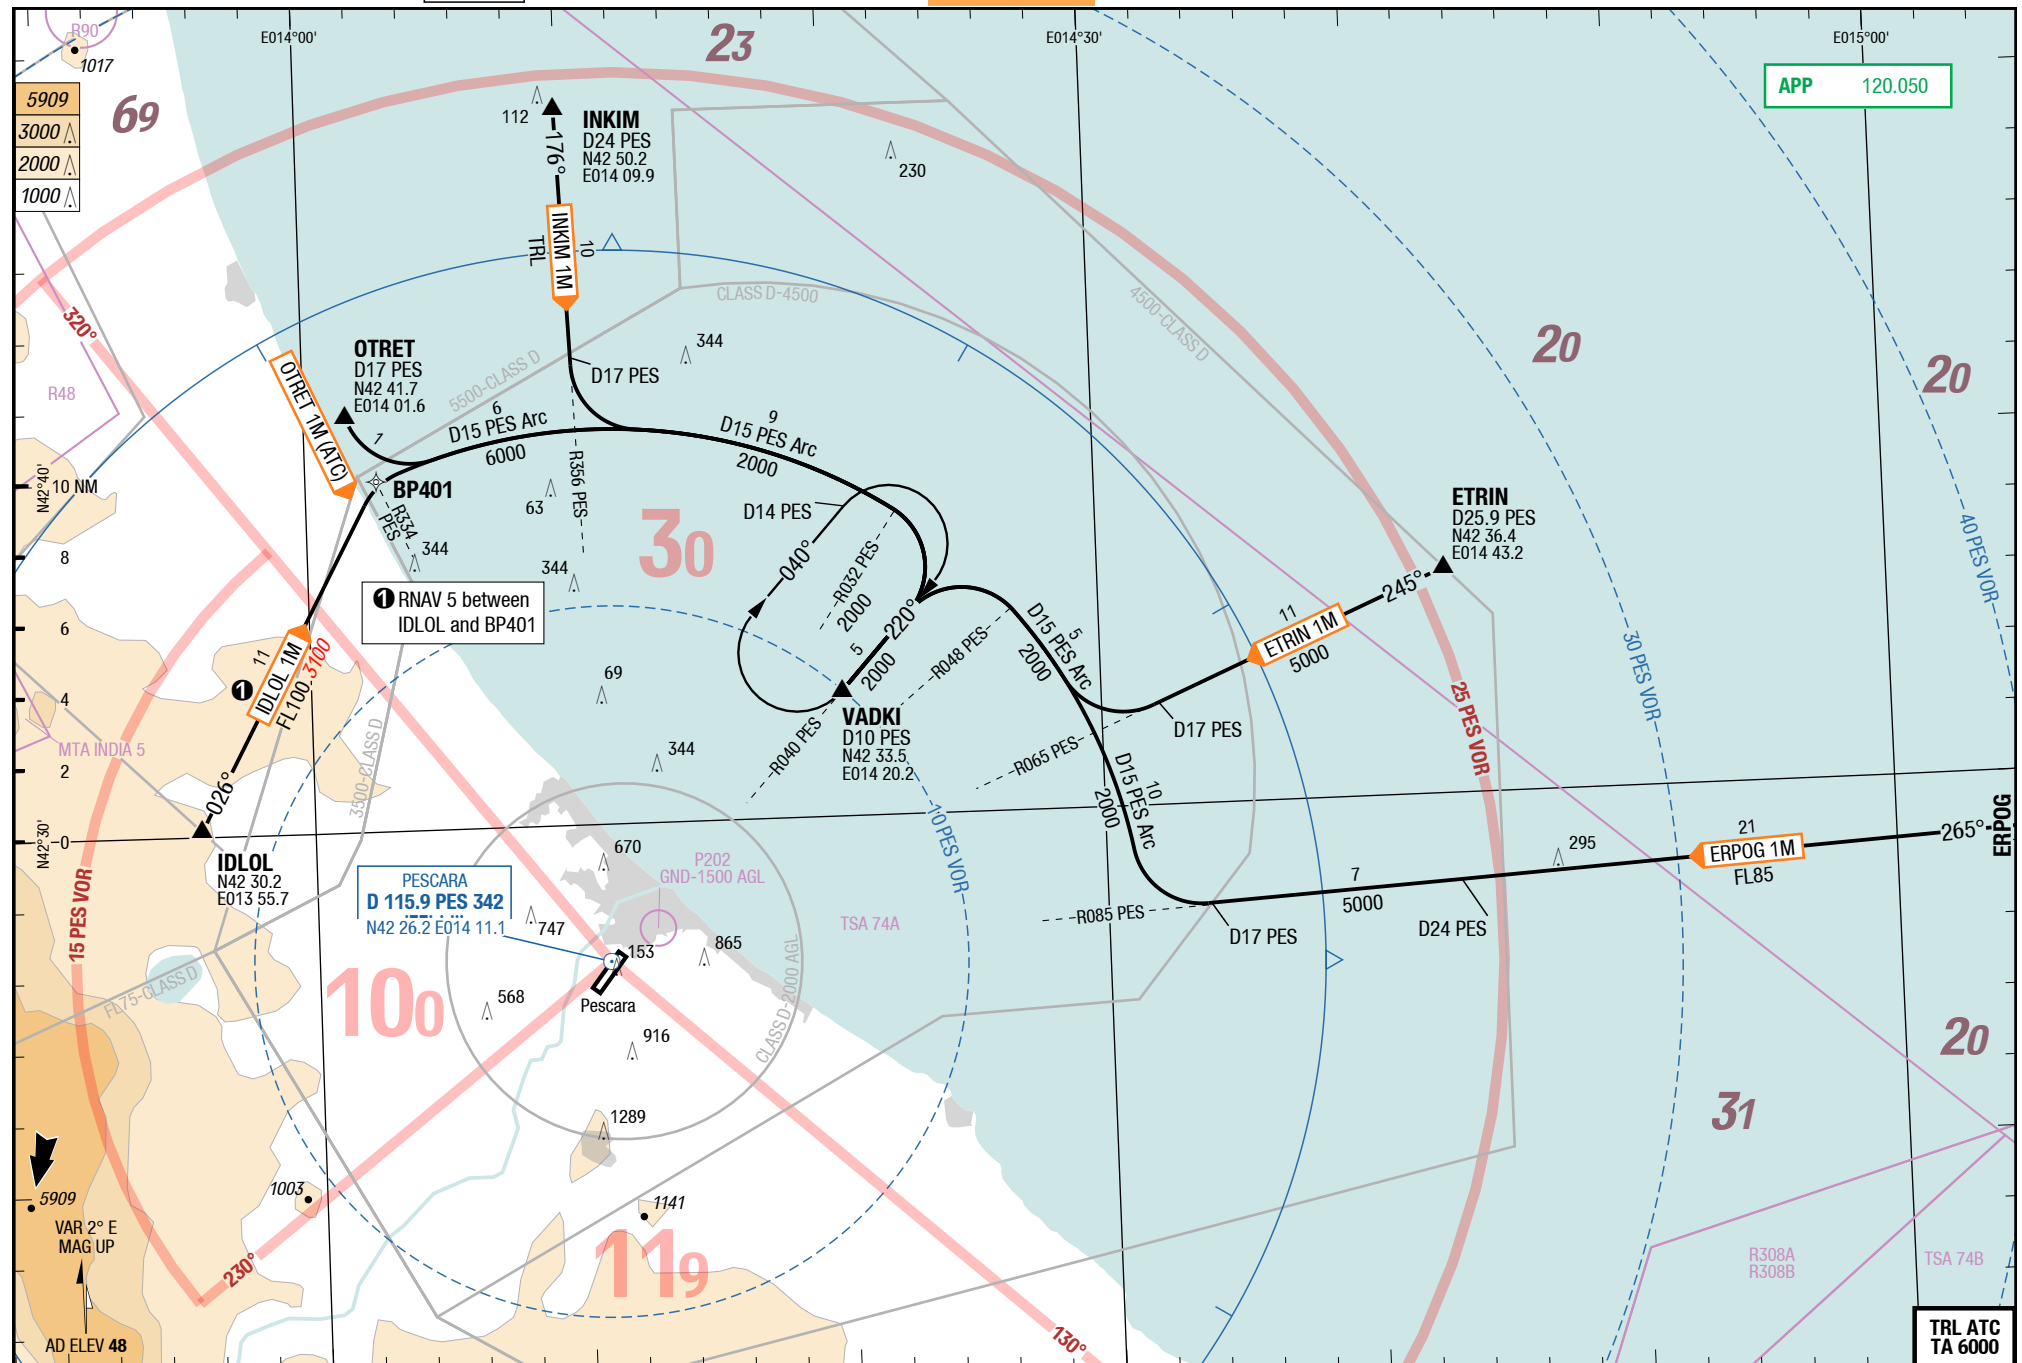 E014°00'
E014°30'
E015°00'
R90
1017
23
69
20
20
20
31
APP 120.050
5909
3000
2000
1000
112
INKIM
D24 PES
N42 50.2
E014 09.9
176°
INKIM 1M
TRL
10
230
CLASS D-4500
4500-CLASS D
5500-CLASS D
320°
R48
OTRET
D17 PES
N42 41.7
E014 01.6
OTRET 1M (ATC)
1
344
D17 PES
6
D15 PES Arc
6000
9
D15 PES Arc
2000
N42°40'
10 NM
8
6
4
2
0
N42°30'
BP401
R334 PES
344
R356 PES
63
344
30
D14 PES
040°
R032 PES
2000
220°
5
2000
ETRIN
D25.9 PES
N42 36.4
E014 43.2
245°
11
ETRIN 1M
5000
40 PES VOR
30 PES VOR
25 PES VOR
❶ RNAV 5 between
IDLOL and BP401
❶
11
IDLOL 1M
FL100
3100
026°
IDLOL
N42 30.2
E013 55.7
MTA INDIA 5
3500-CLASS D
69
344
R048 PES
D15 PES Arc
5
2000
VADKI
D10 PES
N42 33.5
E014 20.2
R040 PES
R065 PES
D17 PES
D15 PES Arc
10
2000
10 PES VOR
15 PES VOR
670
P202
GND-1500 AGL
PESCARA
D 115.9 PES 342
N42 26.2 E014 11.1
747
865
153
TSA 74A
R085 PES
D17 PES
7
5000
D24 PES
295
21
ERPOG 1M
FL85
265°
ERPOG
FL75-CLASS D
100
568
Pescara
916
CLASS D-2000 AGL
1289
1003
1141
119
230°
130°
5909
VAR 2° E
MAG UP
AD ELEV 48
R308A
R308B
TSA 74B
TRL ATC
TA 6000